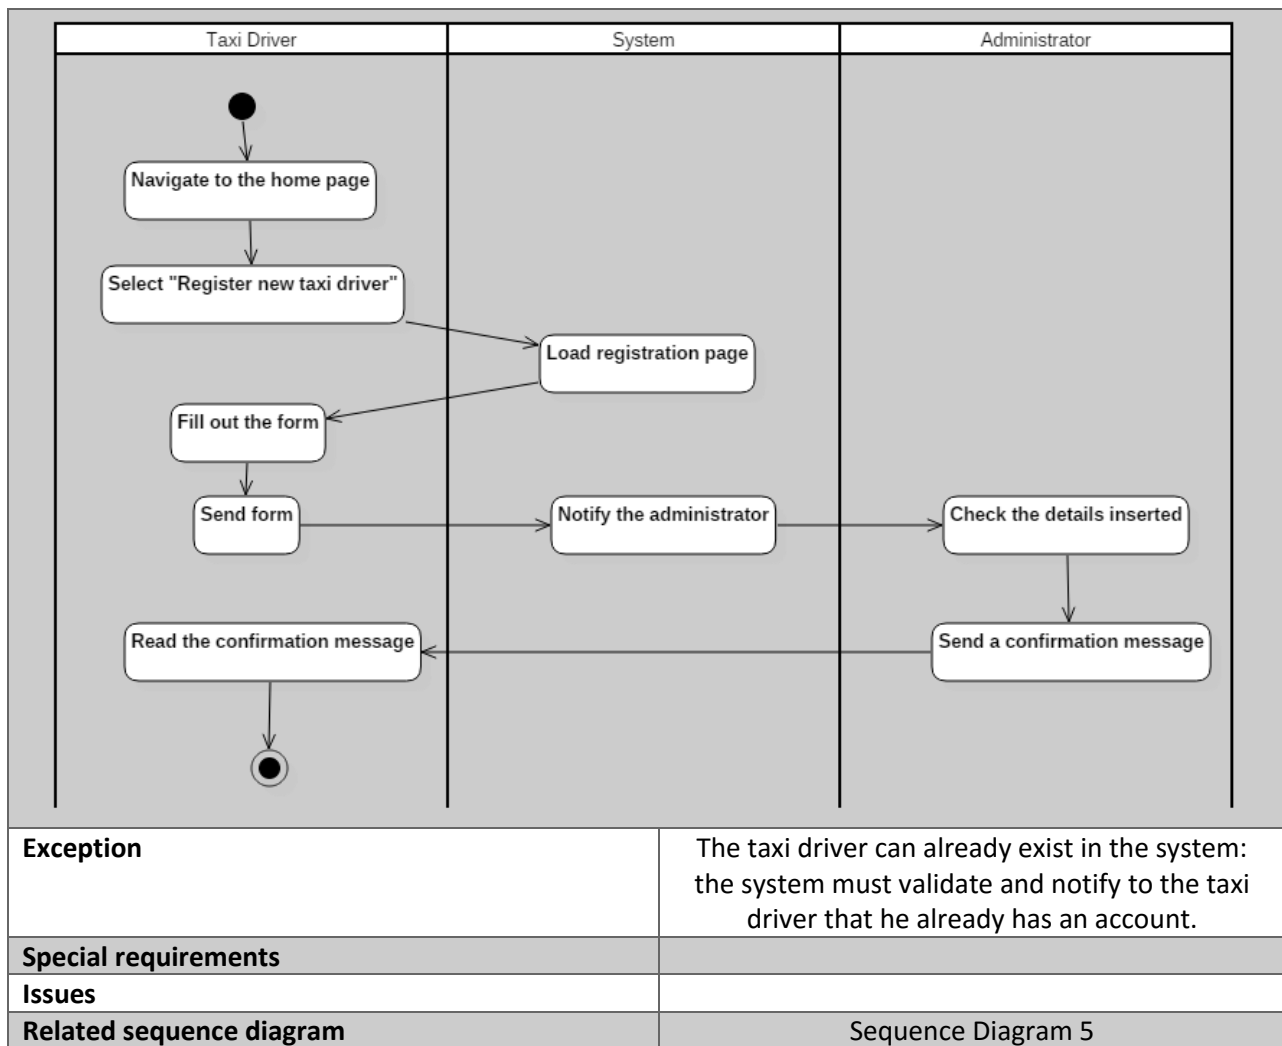 Taxi Driver
System
Administrator
Navigate to the home page
Select "Register new taxi driver"
Load registration page
Fill out the form
Send form
Notify the administrator
Check the details inserted
Read the confirmation message
Send a confirmation message
Exception
The taxi driver can already exist in the system:
the system must validate and notify to the taxi
driver that he already has an account.
Special requirements
Issues
Related sequence diagram
Sequence Diagram 5